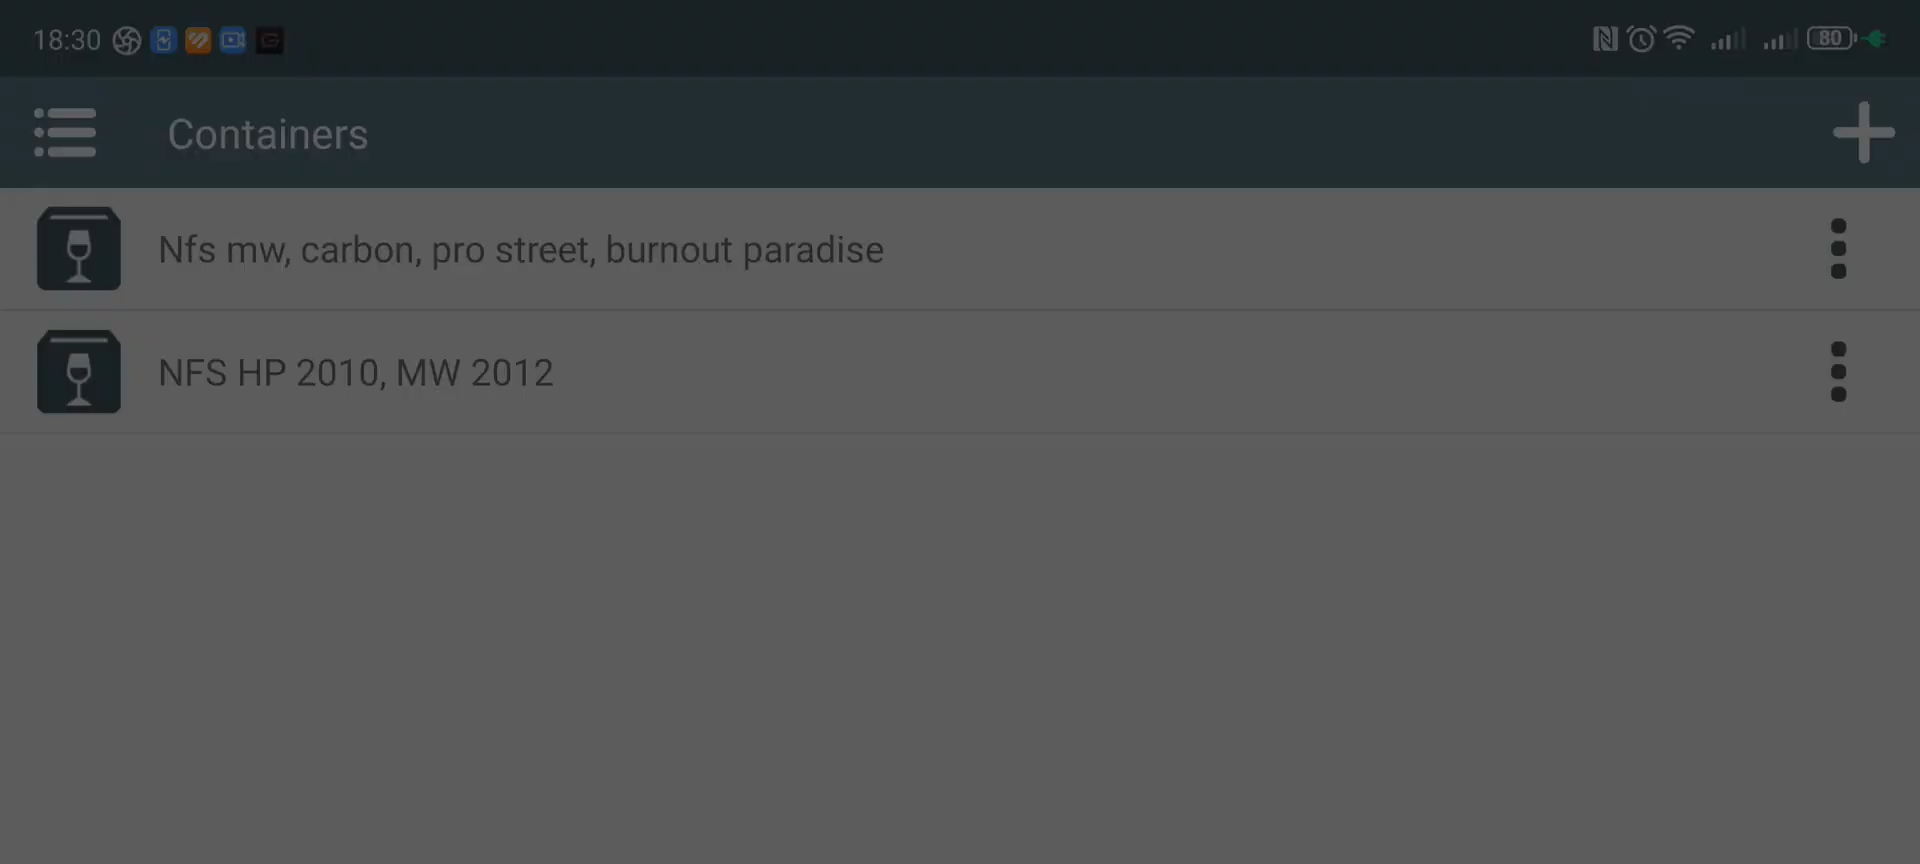 18:30
80
Containers
Nfs mw, carbon, pro street, burnout paradise
NFS HP 2010, MW 2012